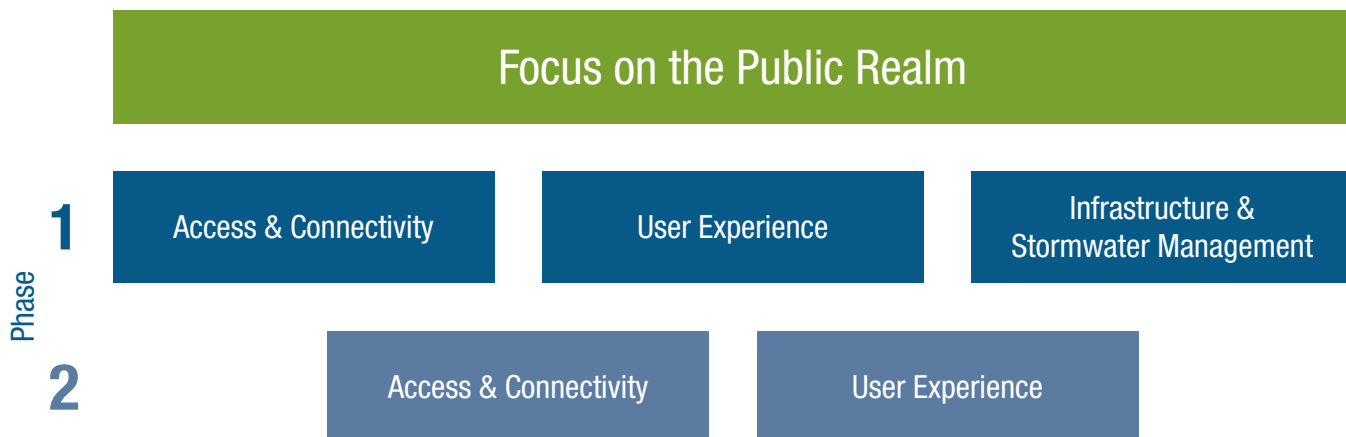 Focus on the Public Realm
1
Access & Connectivity
User Experience
Infrastructure &
Stormwater Management
Phase
2
Access & Connectivity
User Experience